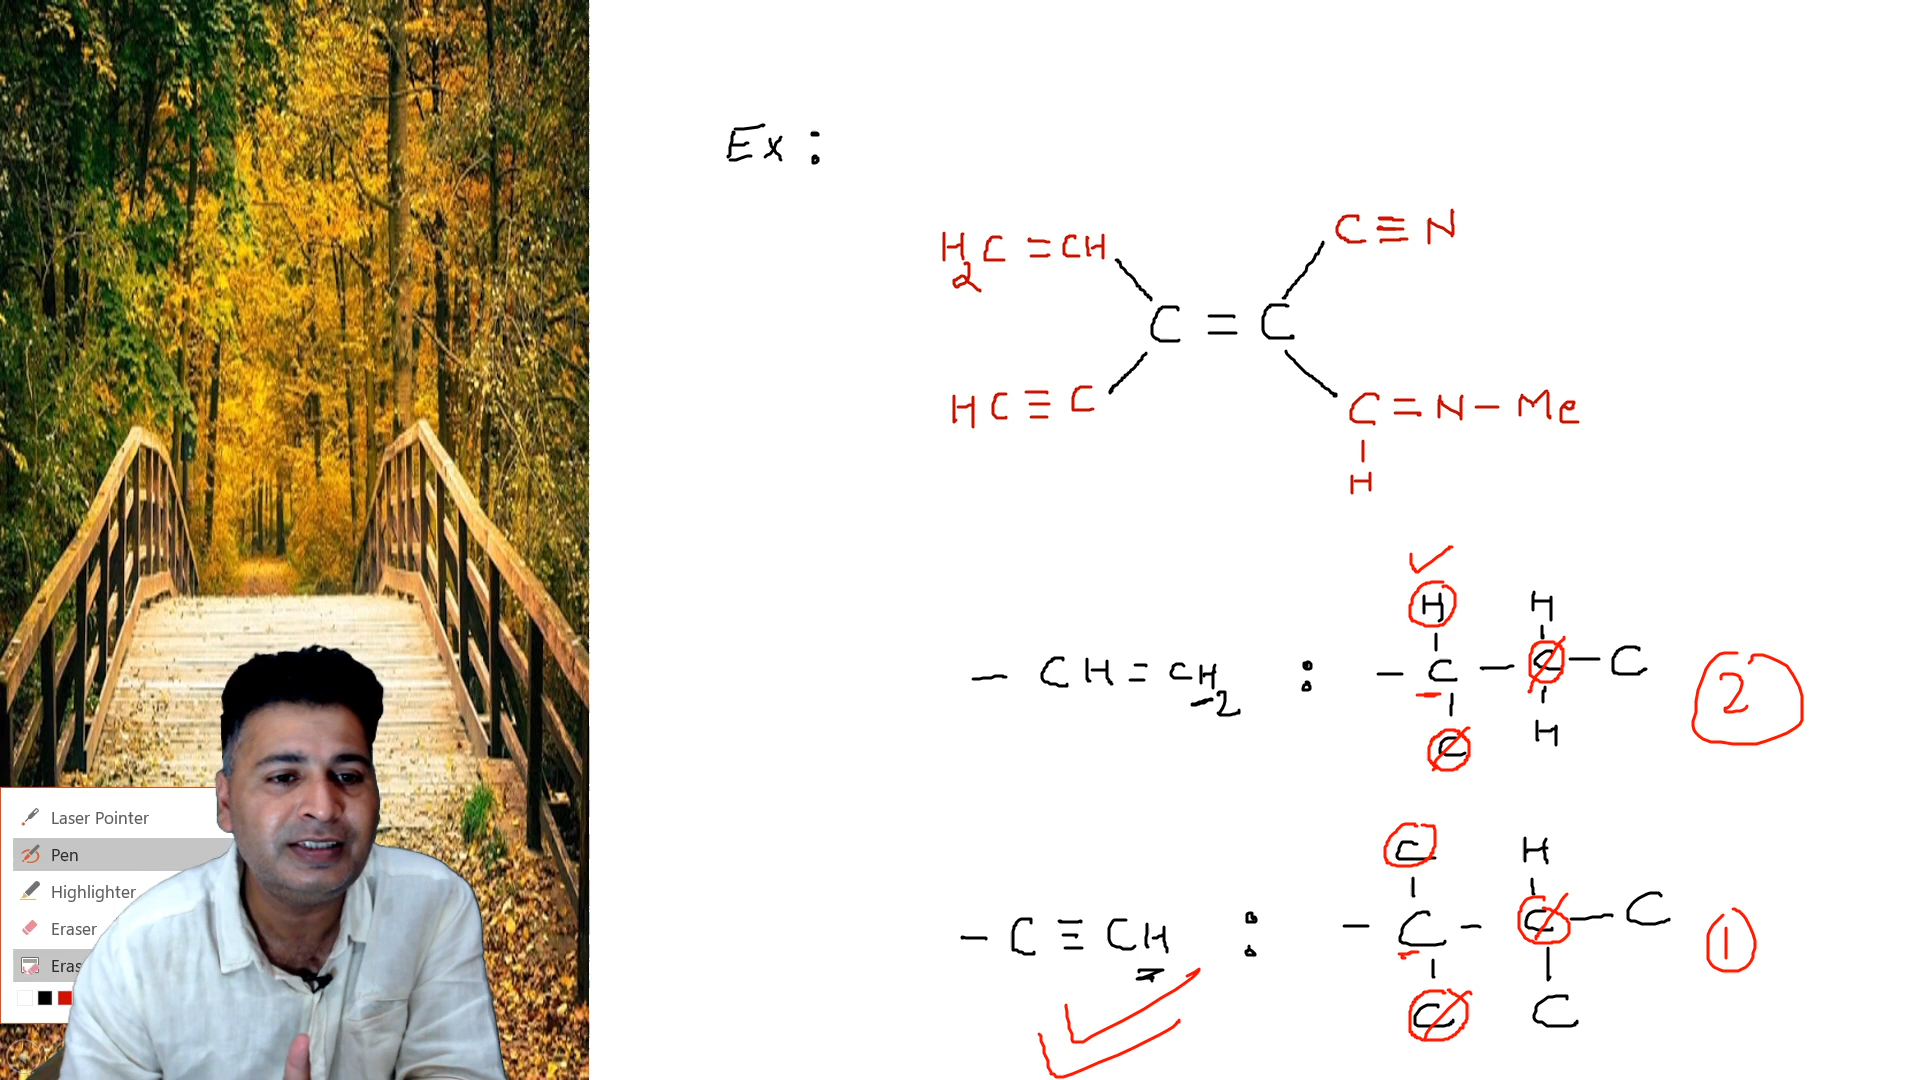 Ex :
H2C = CH C ≡ N
C = C
HC ≡ C C = N - Me
H
H H
- CH = CH2 : - C - C - C 2
C H
C H
- C ≡ CH : - C - C - C 1
C C
Laser Pointer
Pen
Highlighter
Eraser